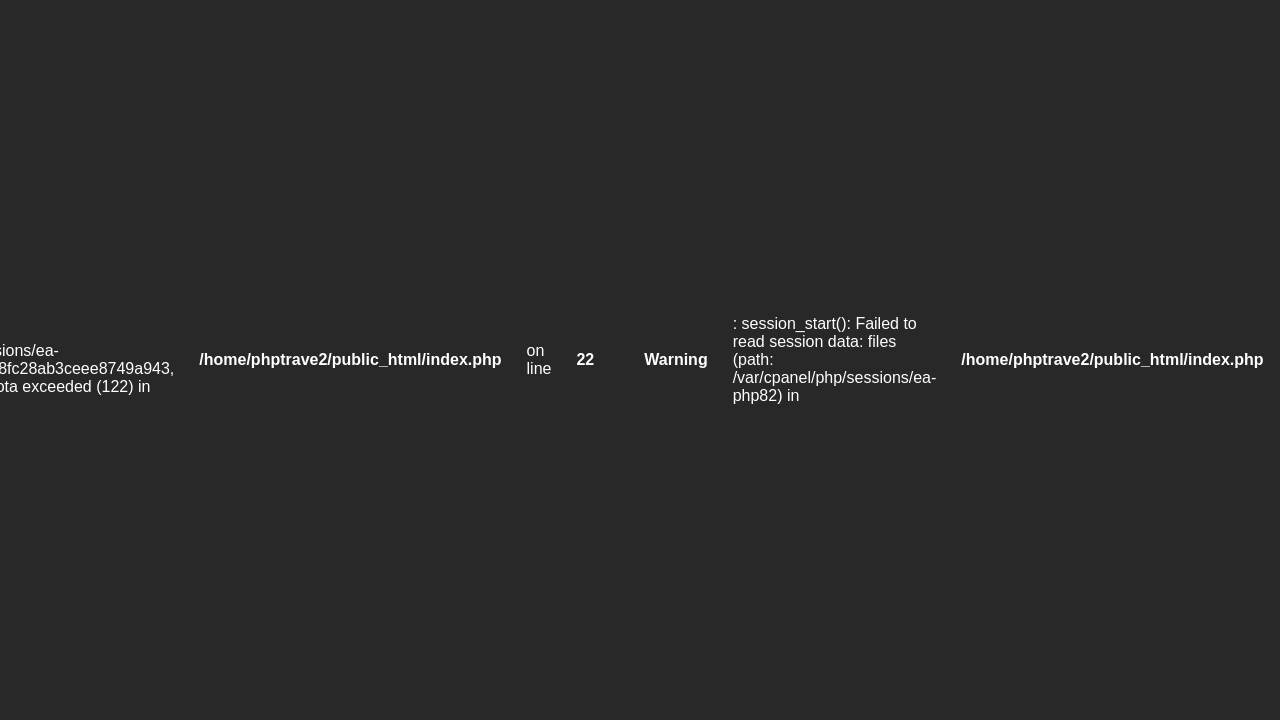 sions/ea-
8fc28ab3ceee8749a943,
ota exceeded (122) in
/home/phptrave2/public_html/index.php
on
line
22
Warning
: session_start(): Failed to
read session data: files
(path:
/var/cpanel/php/sessions/ea-
php82) in
/home/phptrave2/public_html/index.php